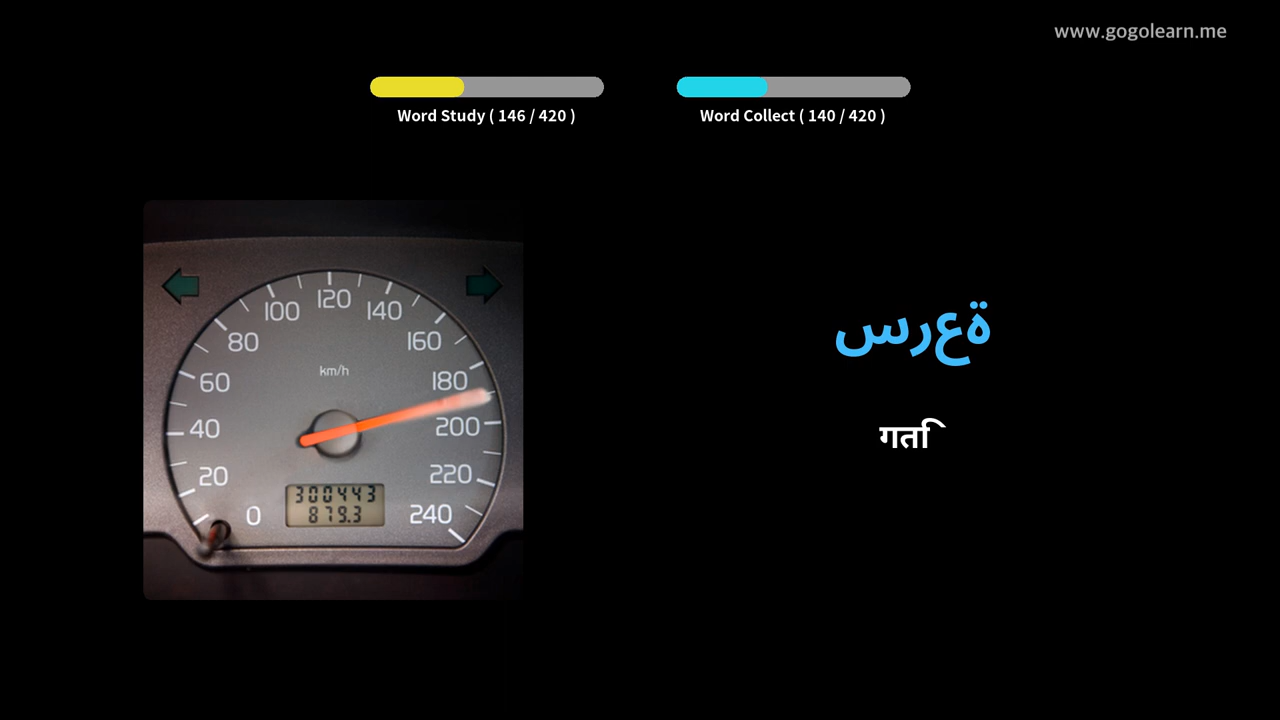 www.gogolearn.me
Word Study ( 146 / 420 )
Word Collect ( 140 / 420 )
0
20
40
60
80
100
120
140
160
180
200
220
240
km/h
300443
879.3
سرعة
गति